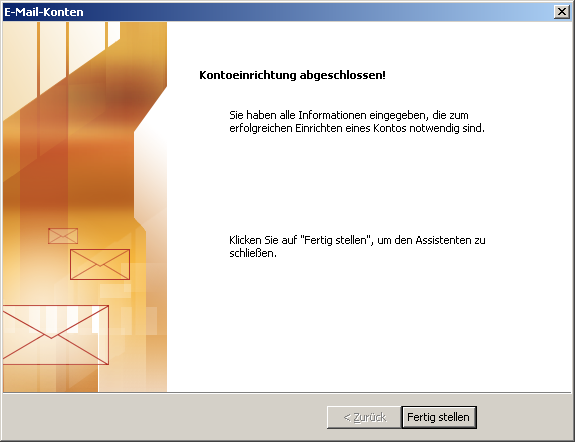 E-Mail-Konten
Kontoeinrichtung abgeschlossen!
Sie haben alle Informationen eingegeben, die zum
erfolgreichen Einrichten eines Kontos notwendig sind.
Klicken Sie auf "Fertig stellen", um den Assistenten zu
schließen.
< Zurück Fertig stellen